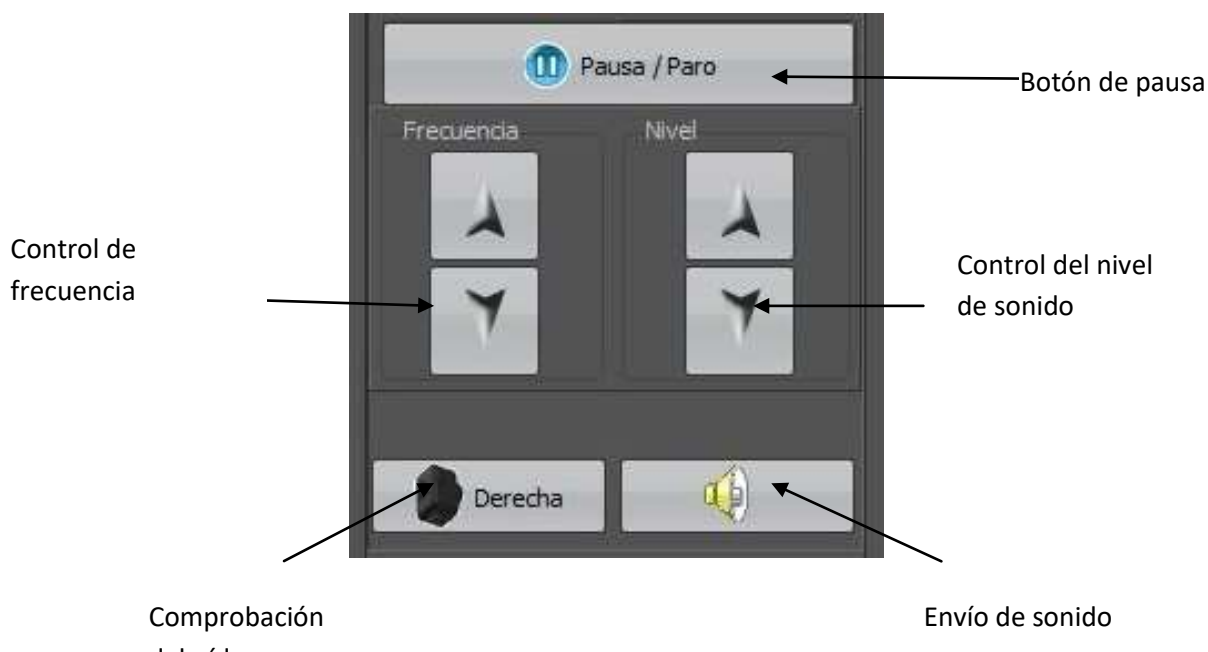 Pausa / Paro
Botón de pausa
Frecuencia
Nivel
Control de
frecuencia
Control del nivel
de sonido
Derecha
Comprobación
Envío de sonido